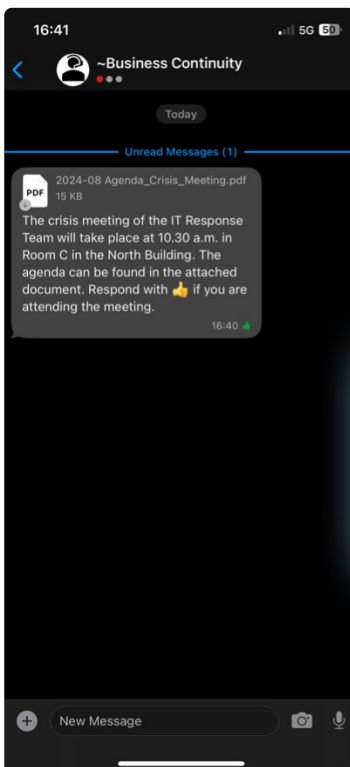 16:41
5G 50
~Business Continuity
Today
Unread Messages (1)
PDF
2024-08 Agenda_Crisis_Meeting.pdf
15 KB
The crisis meeting of the IT Response
Team will take place at 10.30 a.m. in
Room C in the North Building. The
agenda can be found in the attached
document. Respond with 👍 if you are
attending the meeting.
16:40
New Message